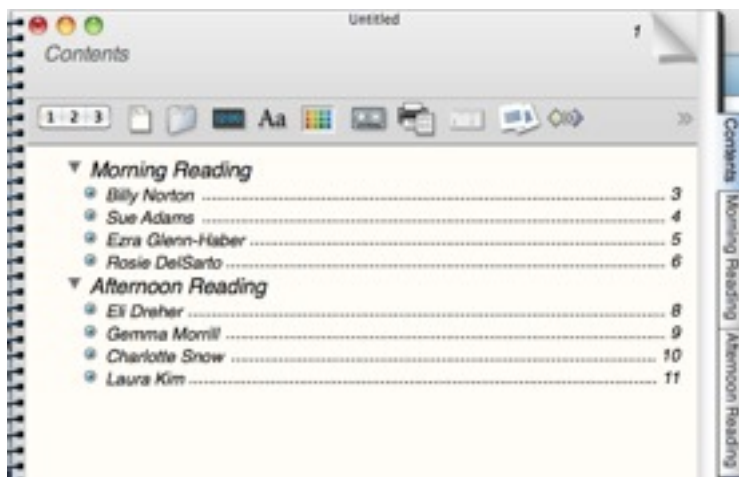 Untitled
1
Contents
1 2 3
Aa
»
▼ Morning Reading
Billy Norton 3
Sue Adams 4
Ezra Glenn-Haber 5
Rosie DelSarto 6
▼ Afternoon Reading
Eli Dreher 8
Gemma Morrill 9
Charlotte Snow 10
Laura Kim 11
Contents
Morning Reading
Afternoon Reading